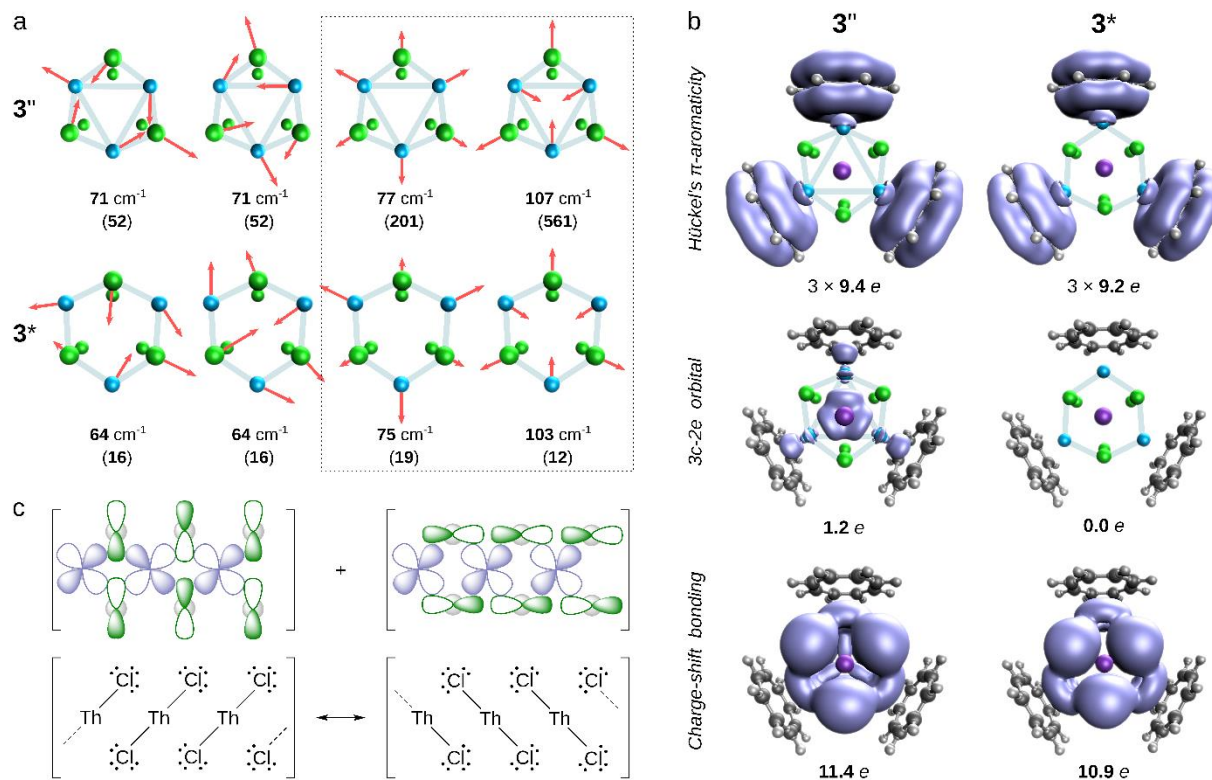 a
3"
71 cm-1 71 cm-1 77 cm-1 107 cm-1
(52) (52) (201) (561)
3*
64 cm-1 64 cm-1 75 cm-1 103 cm-1
(16) (16) (19) (12)
b
3" 3*
Hückel's π-aromaticity
3 × 9.4 e 3 × 9.2 e
3c-2e orbital
1.2 e 0.0 e
Charge-shift bonding
11.4 e 10.9 e
c
+
Cl Cl Cl Cl Cl Cl
Th Th Th Th Th Th
Cl Cl Cl Cl Cl Cl